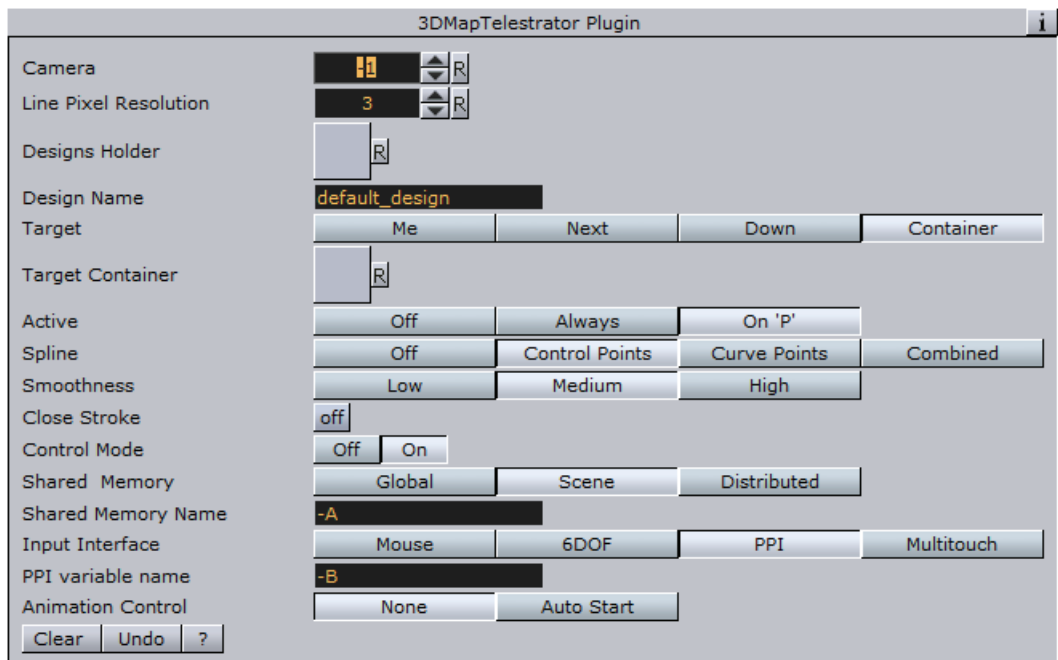 3DMapTelestrator Plugin i
Camera -1 R
Line Pixel Resolution 3 R
Designs Holder R
Design Name default_design
Target Me Next Down Container
Target Container R
Active Off Always On 'P'
Spline Off Control Points Curve Points Combined
Smoothness Low Medium High
Close Stroke off
Control Mode Off On
Shared Memory Global Scene Distributed
Shared Memory Name -A
Input Interface Mouse 6DOF PPI Multitouch
PPI variable name -B
Animation Control None Auto Start
Clear Undo ?